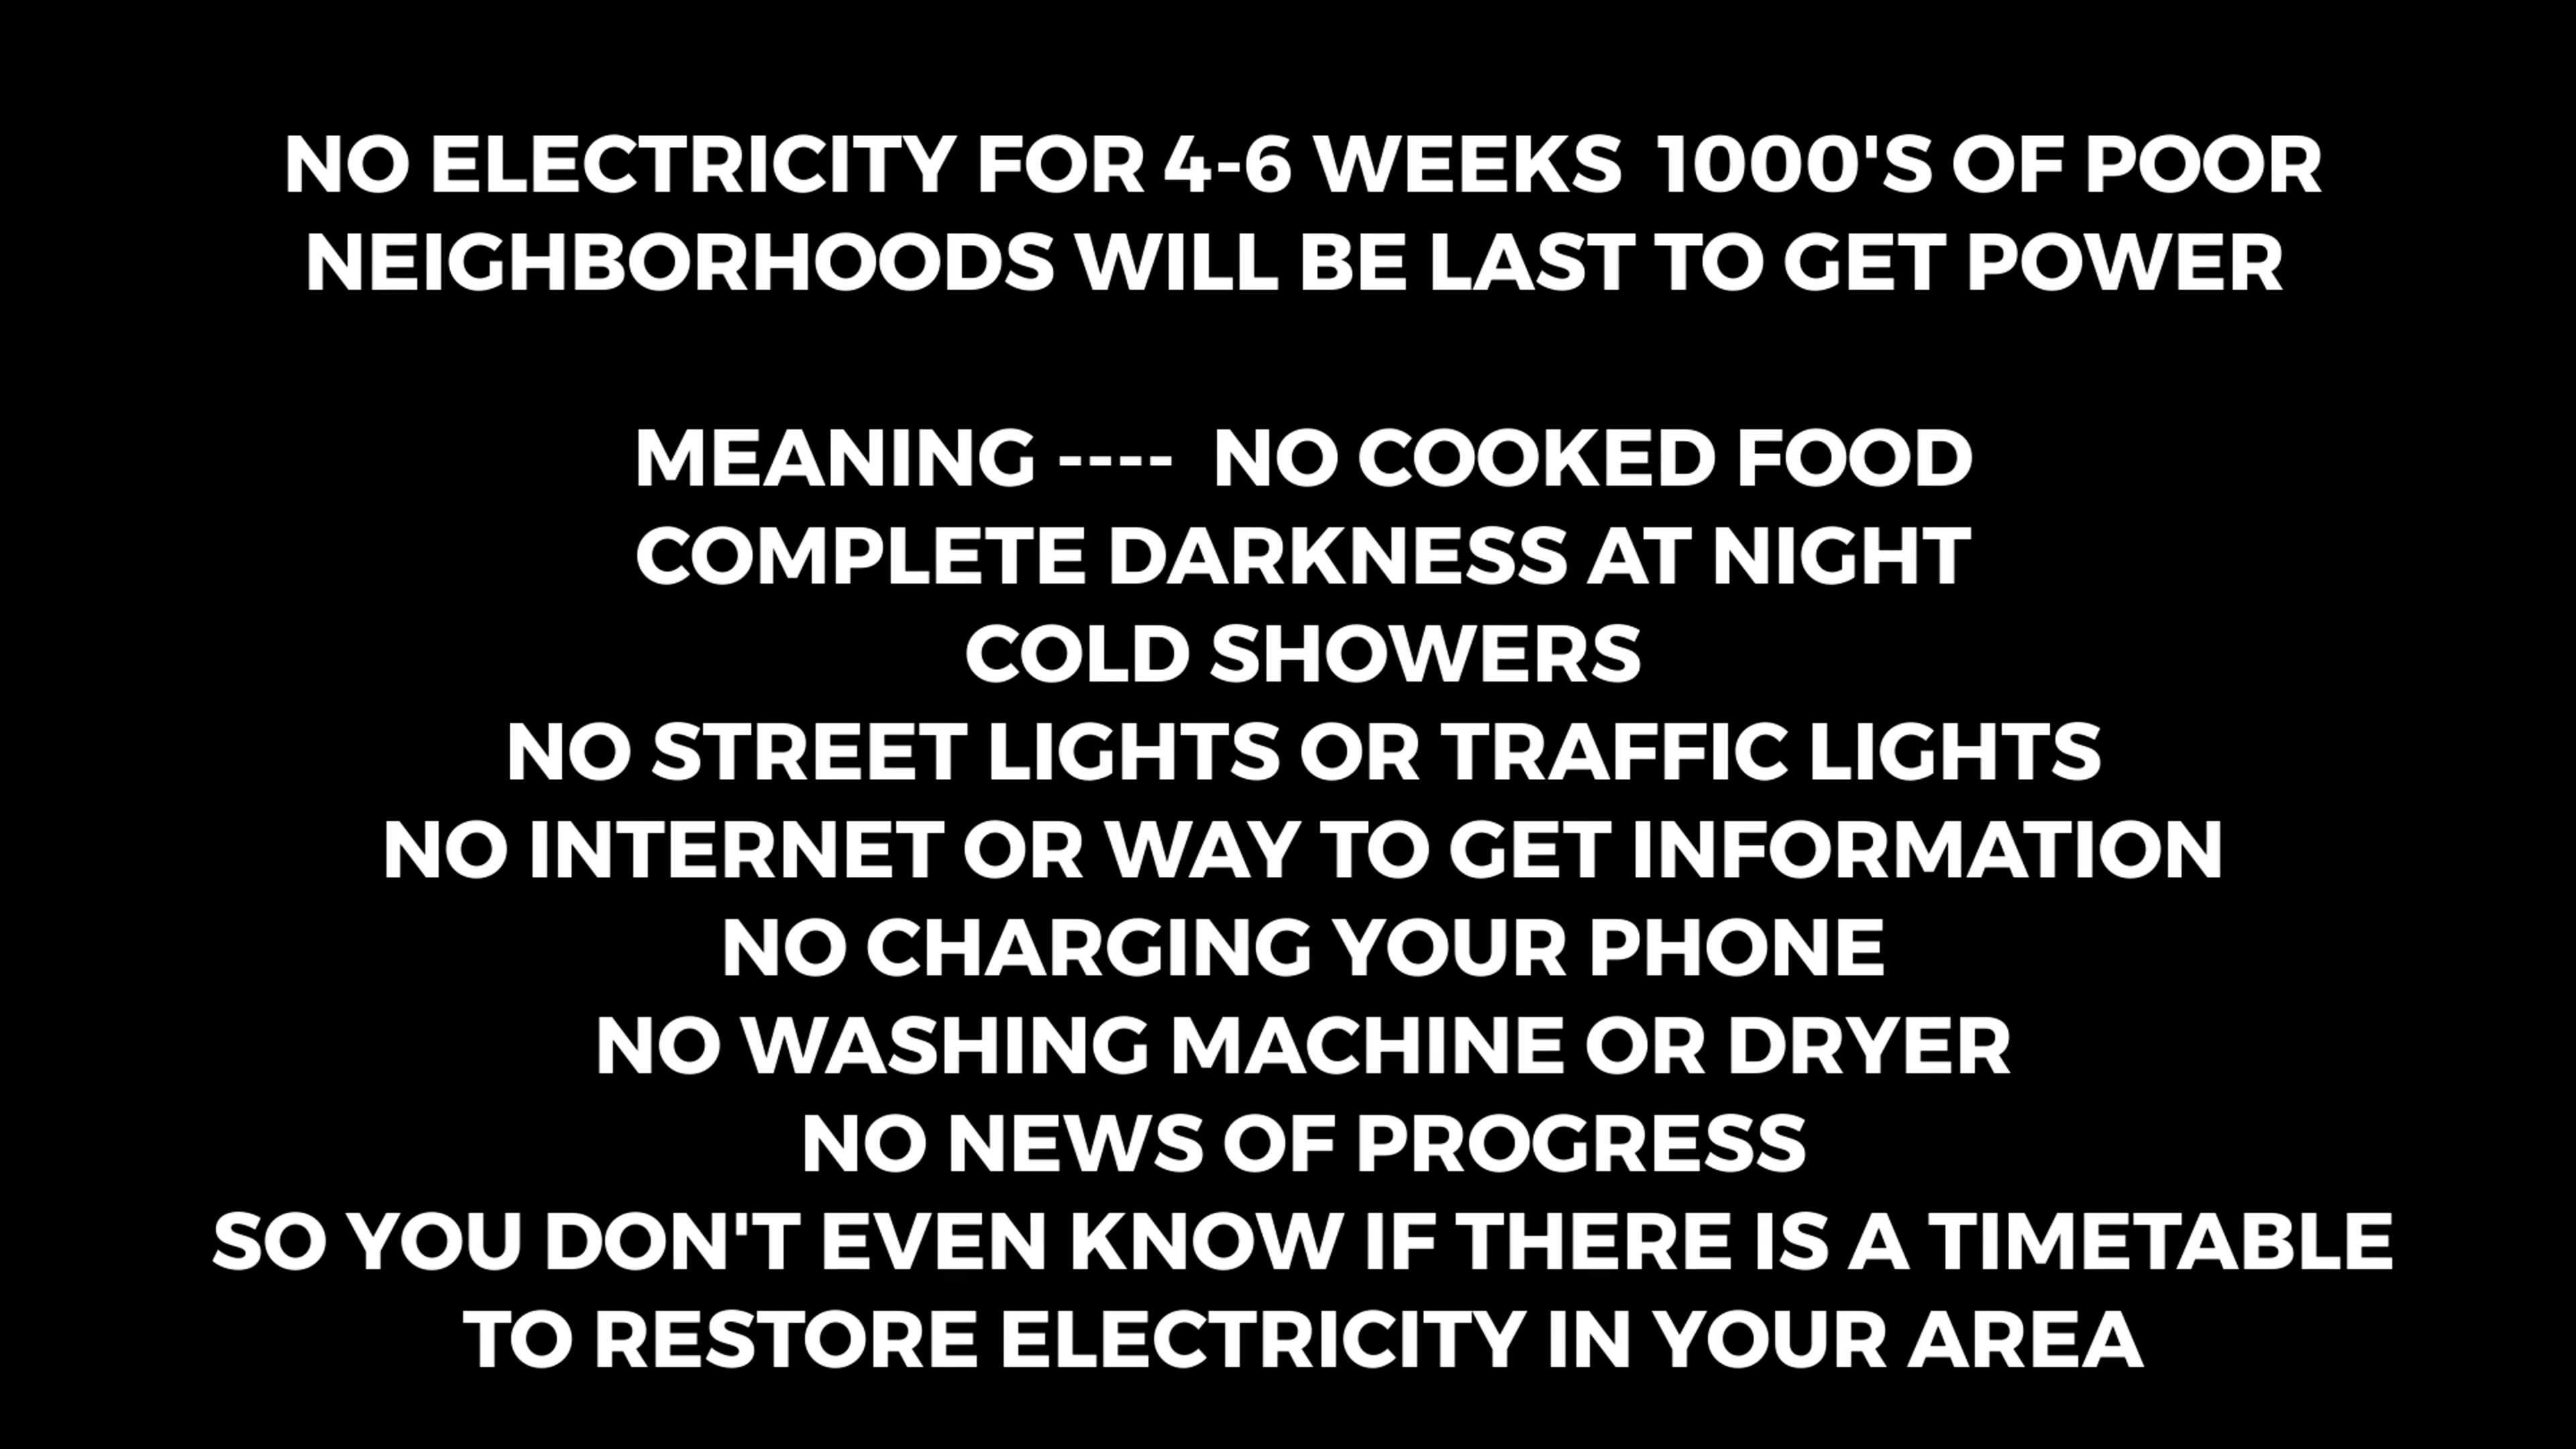 NO ELECTRICITY FOR 4-6 WEEKS 1000'S OF POOR
NEIGHBORHOODS WILL BE LAST TO GET POWER
MEANING ---- NO COOKED FOOD
COMPLETE DARKNESS AT NIGHT
COLD SHOWERS
NO STREET LIGHTS OR TRAFFIC LIGHTS
NO INTERNET OR WAY TO GET INFORMATION
NO CHARGING YOUR PHONE
NO WASHING MACHINE OR DRYER
NO NEWS OF PROGRESS
SO YOU DON'T EVEN KNOW IF THERE IS A TIMETABLE
TO RESTORE ELECTRICITY IN YOUR AREA